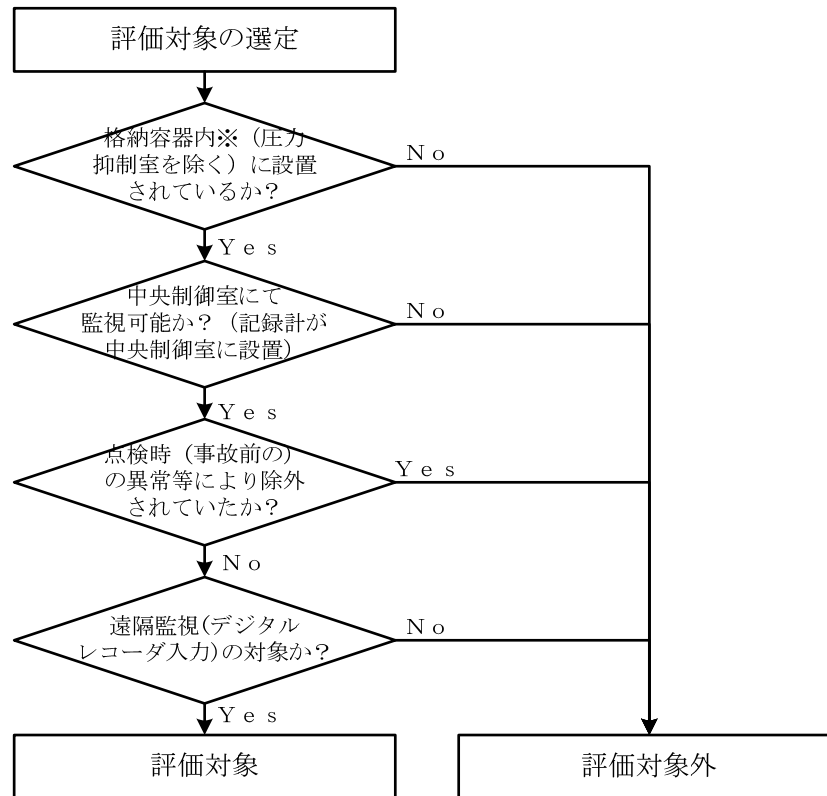 評価対象の選定
格納容器内※（圧力
抑制室を除く）に設置
されているか？
No
Yes
中央制御室にて
監視可能か？（記録計が
中央制御室に設置）
No
Yes
点検時（事故前の）
の異常等により除外
されていたか？
Yes
No
遠隔監視(デジタル
レコーダ入力)の対象か？
No
Yes
評価対象
評価対象外